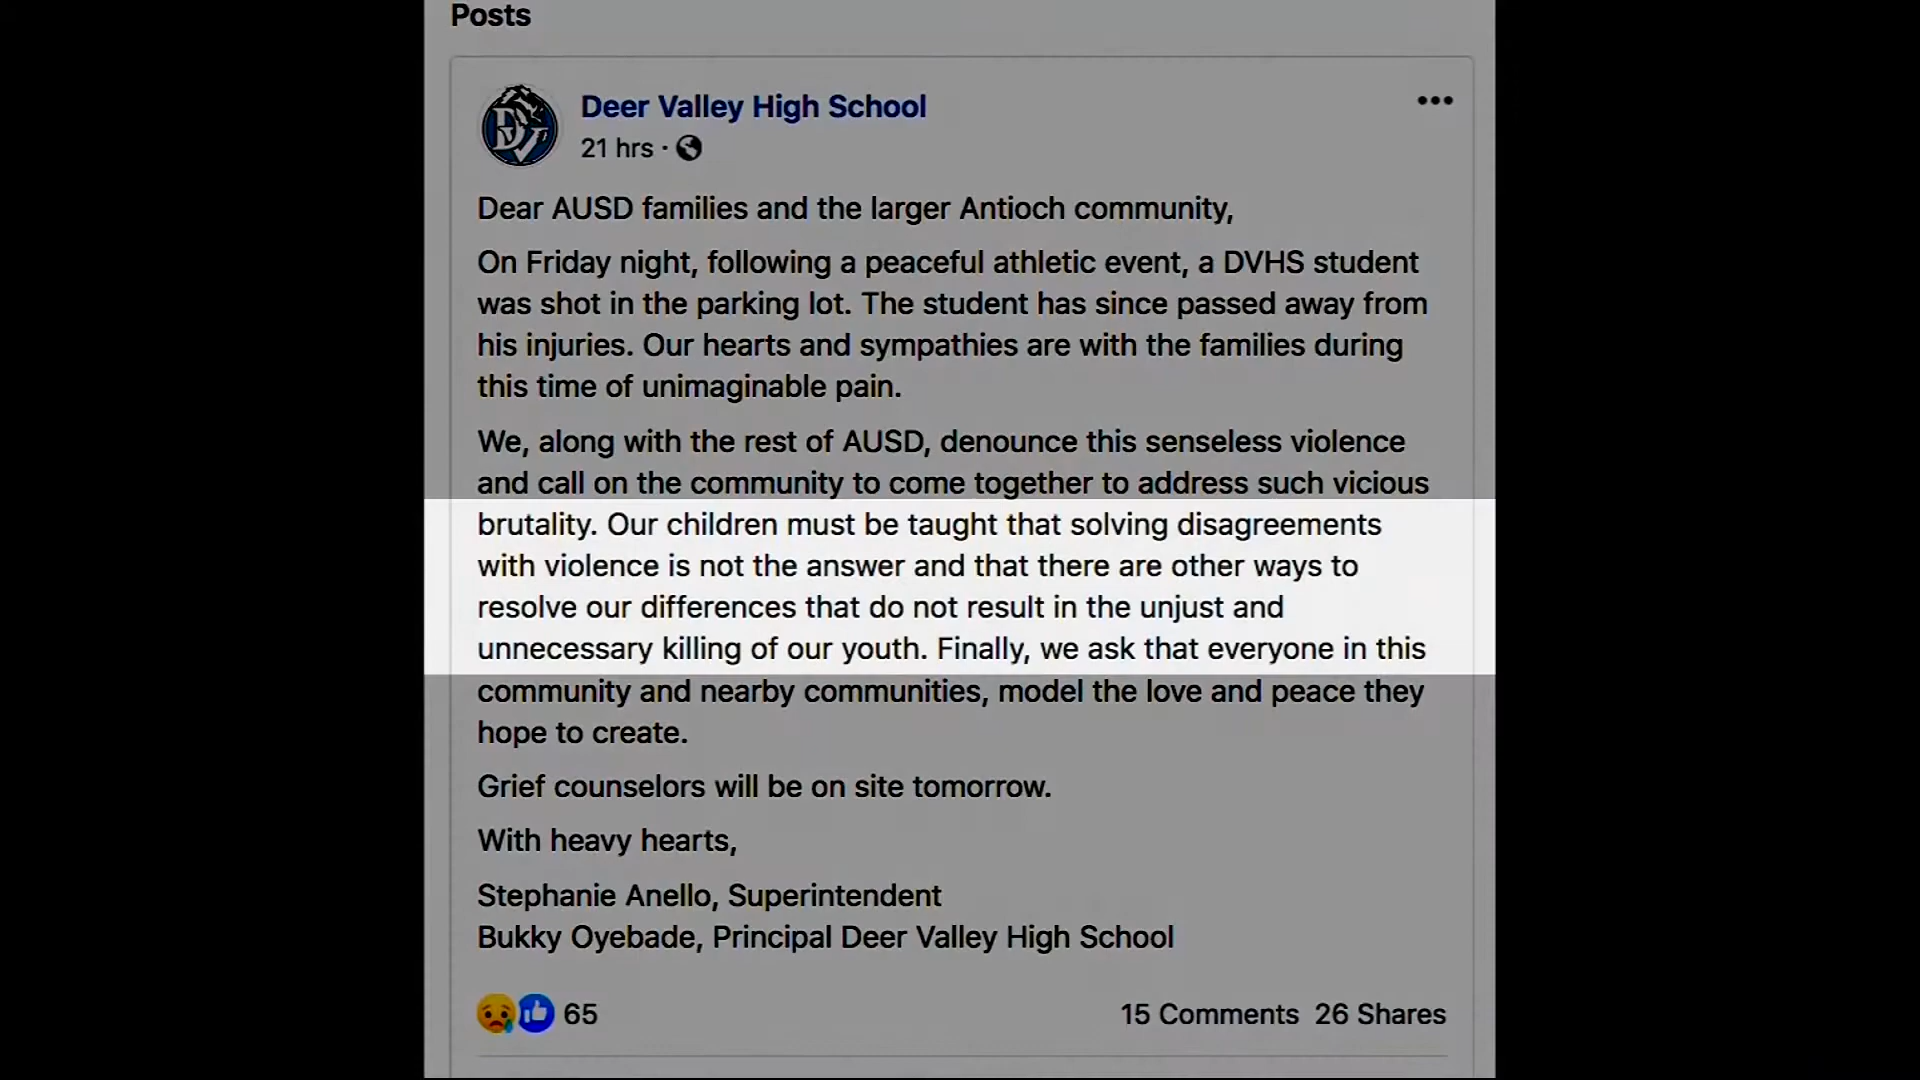 Posts
Deer Valley High School
21 hrs ·
Dear AUSD families and the larger Antioch community,
On Friday night, following a peaceful athletic event, a DVHS student
was shot in the parking lot. The student has since passed away from
his injuries. Our hearts and sympathies are with the families during
this time of unimaginable pain.
We, along with the rest of AUSD, denounce this senseless violence
and call on the community to come together to address such vicious
brutality. Our children must be taught that solving disagreements
with violence is not the answer and that there are other ways to
resolve our differences that do not result in the unjust and
unnecessary killing of our youth. Finally, we ask that everyone in this
community and nearby communities, model the love and peace they
hope to create.
Grief counselors will be on site tomorrow.
With heavy hearts,
Stephanie Anello, Superintendent
Bukky Oyebade, Principal Deer Valley High School
65
15 Comments 26 Shares